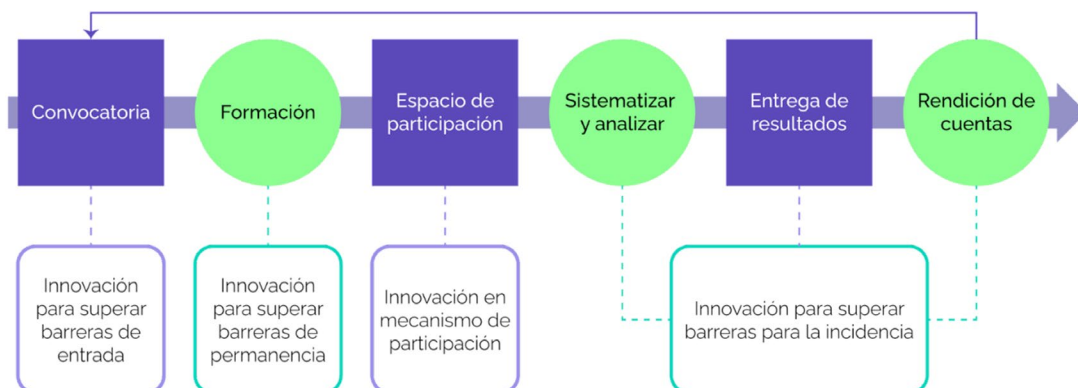 Convocatoria
Formación
Espacio de
participación
Sistematizar
y analizar
Entrega de
resultados
Rendición de
cuentas
Innovación
para superar
barreras de
entrada
Innovación
para superar
barreras de
permanencia
Innovación en
mecanismo de
participación
Innovación para superar
barreras para la incidencia